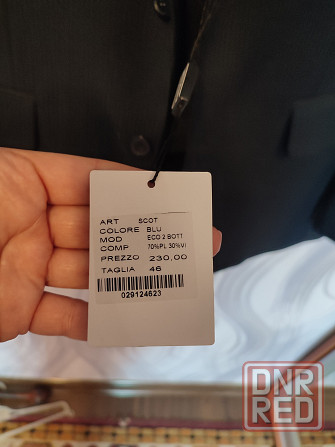 ART SCOT
COLORE BLU
MOD ECO 2 BOTT
COMP 70%PL 30%VI
PREZZO 230,00
TAGLIA 46
029124623
DNR
RED